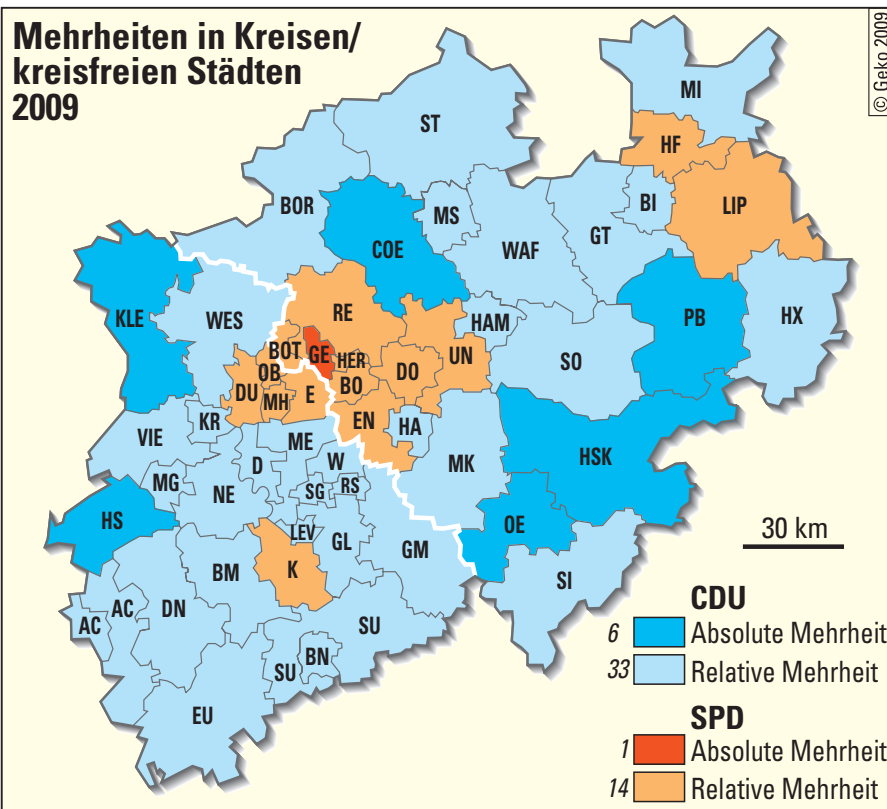 Mehrheiten in Kreisen/
kreisfreien Städten
2009
© Geko 2009
MI
ST
HF
BOR
MS
BI
LIP
COE
WAF
GT
KLE
WES
RE
HAM
PB
HX
BOT
GE
HER
UN
SO
OB
DO
DU
MH
E
BO
KR
EN
HA
VIE
ME
D
W
MK
HSK
MG
NE
SG
RS
HS
LEV
GL
OE
30 km
BM
K
GM
SI
AC
AC
DN
SU
CDU
6 Absolute Mehrheit
SU
BN
33 Relative Mehrheit
EU
SPD
1 Absolute Mehrheit
14 Relative Mehrheit